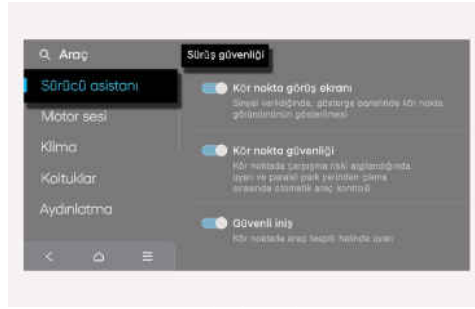 Araç
Sürücü asistanı
Motor sesi
Klima
Koltuklar
Aydınlatma
Sürüş güvenliği
Kör nokta görüş ekranı
Sinyal verildiğinde, gösterge panelinde kör nokta
görünümünün gösterilmesi
Kör nokta güvenliği
Kör noktada çarpışma riski algılandığında
uyarı ve paralel park yerinden çıkma
sırasında otomatik araç kontrolü
Güvenli iniş
Kör noktada araç tespiti halinde uyarı